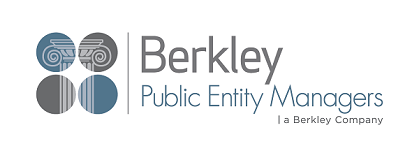 Berkley
Public Entity Managers
| a Berkley Company